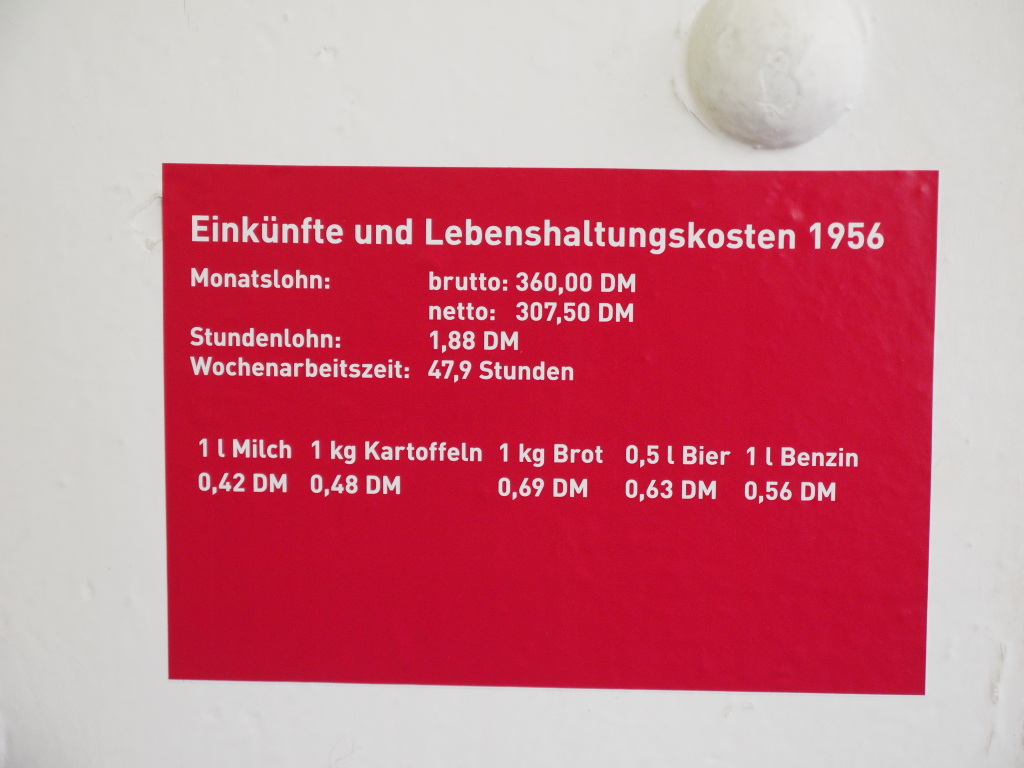 Einkünfte und Lebenshaltungskosten 1956
Monatslohn: brutto: 360,00 DM
netto: 307,50 DM
Stundenlohn: 1,88 DM
Wochenarbeitszeit: 47,9 Stunden
1 l Milch 1 kg Kartoffeln 1 kg Brot 0,5 l Bier 1 l Benzin
0,42 DM 0,48 DM 0,69 DM 0,63 DM 0,56 DM